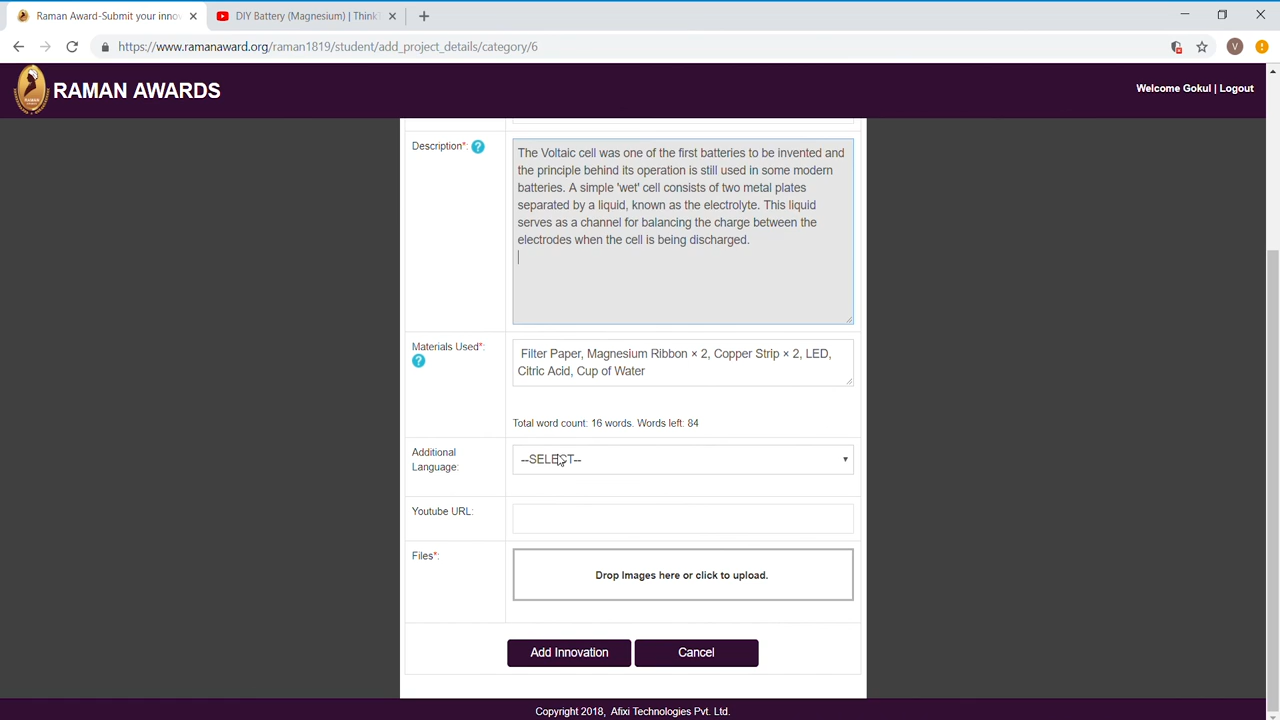 Raman Award-Submit your inno
DIY Battery (Magnesium) | Think
https://www.ramanaward.org/raman1819/student/add_project_details/category/6
V
RAMAN AWARDS
Welcome Gokul | Logout
Description*: ?
The Voltaic cell was one of the first batteries to be invented and
the principle behind its operation is still used in some modern
batteries. A simple 'wet' cell consists of two metal plates
separated by a liquid, known as the electrolyte. This liquid
serves as a channel for balancing the charge between the
electrodes when the cell is being discharged.
Materials Used*:
?
Filter Paper, Magnesium Ribbon × 2, Copper Strip × 2, LED,
Citric Acid, Cup of Water
Total word count: 16 words. Words left: 84
Additional
Language:
--SELECT--
Youtube URL:
Files*:
Drop Images here or click to upload.
Add Innovation
Cancel
Copyright 2018, Afixi Technologies Pvt. Ltd.